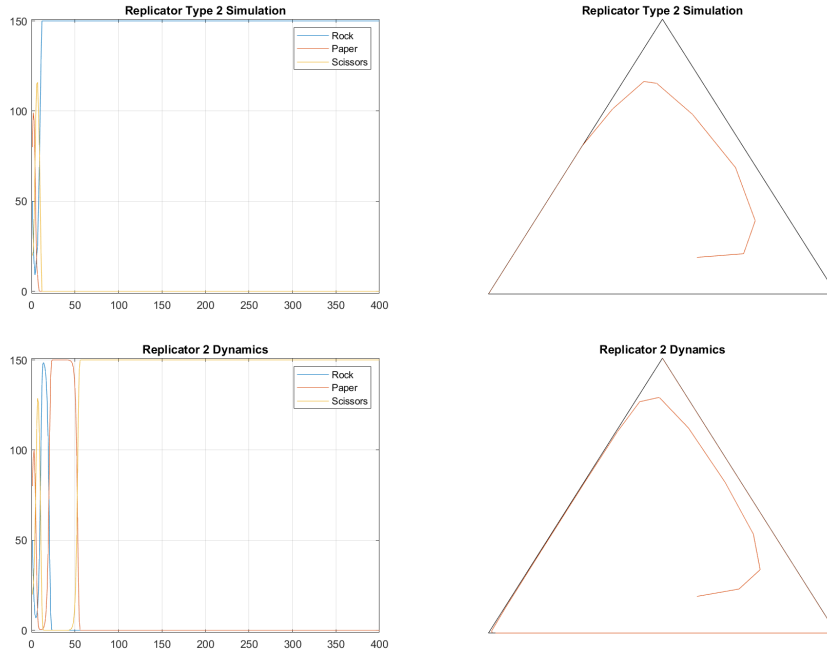 Replicator Type 2 Simulation
150
100
50
0
0 50 100 150 200 250 300 350 400
Rock
Paper
Scissors
Replicator Type 2 Simulation
Replicator 2 Dynamics
150
100
50
0
0 50 100 150 200 250 300 350 400
Rock
Paper
Scissors
Replicator 2 Dynamics